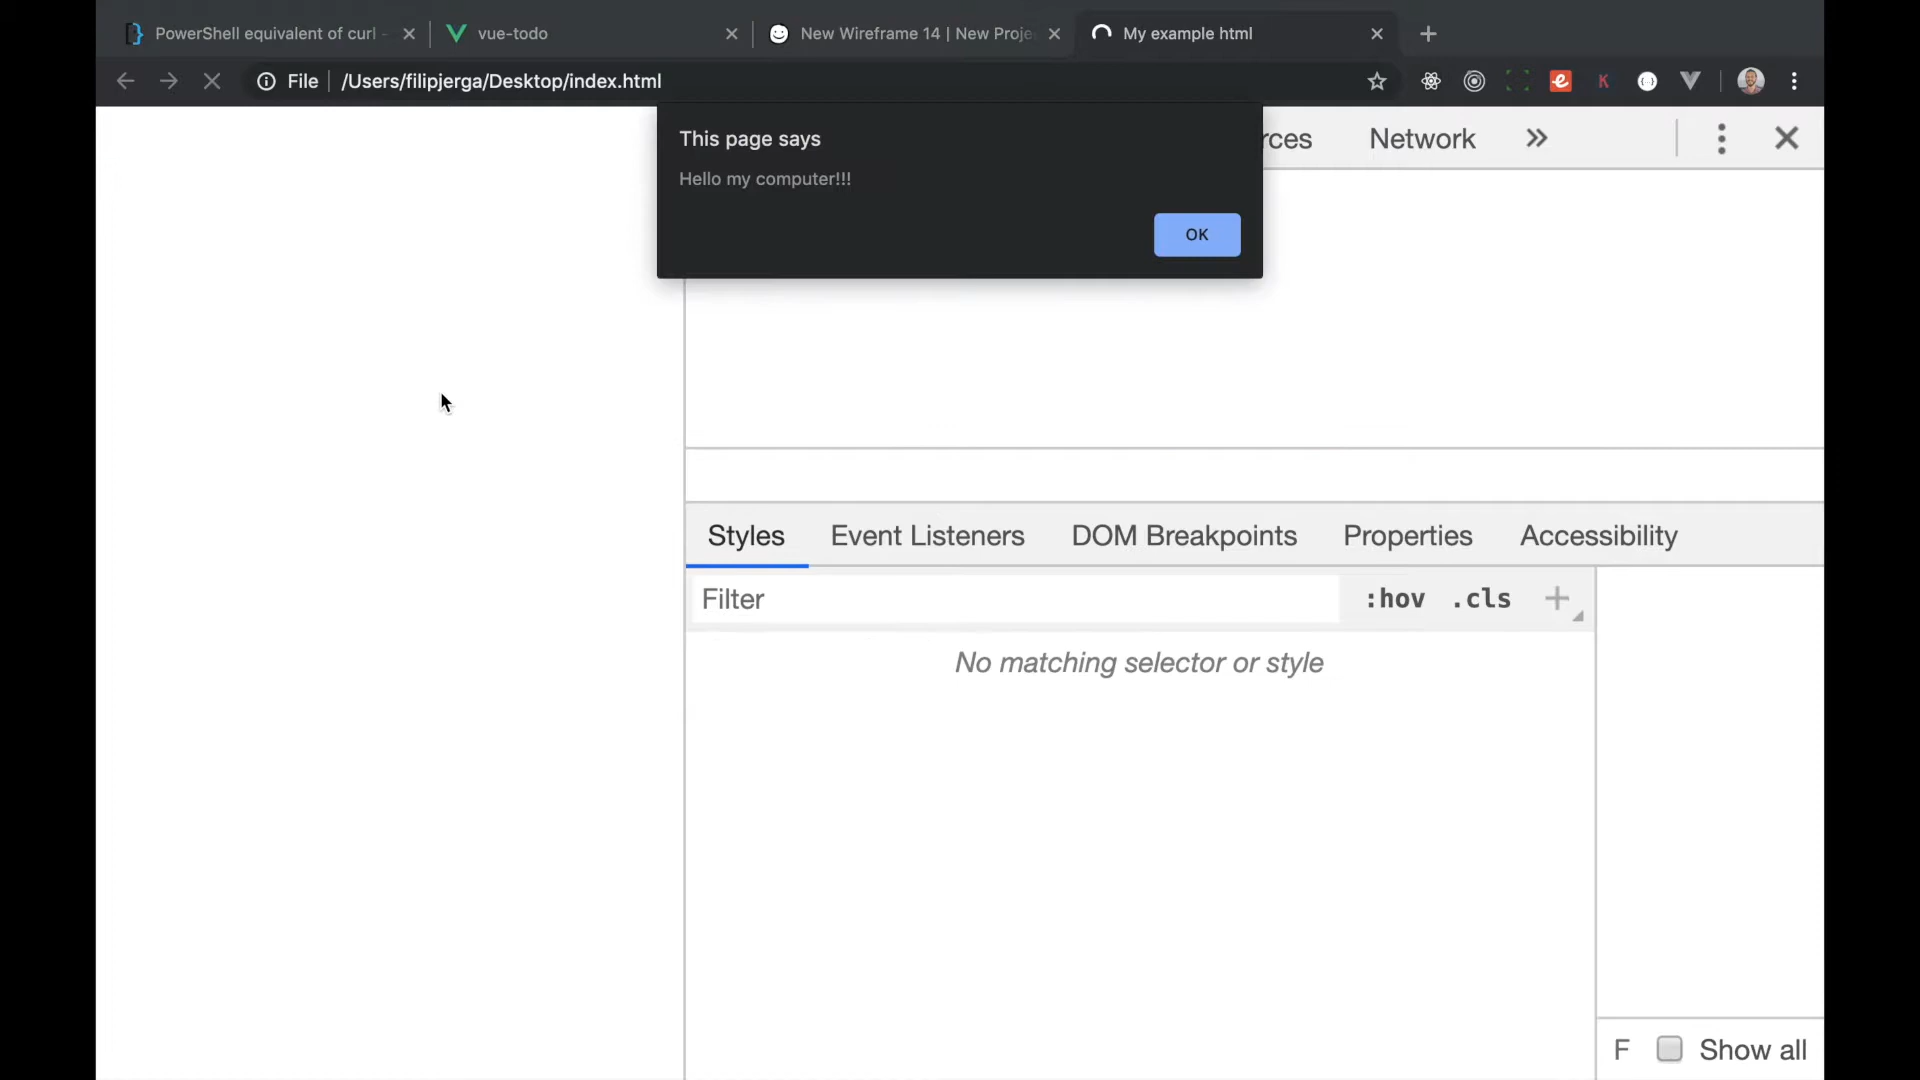 PowerShell equivalent of curl -
vue-todo
New Wireframe 14 | New Proje
My example html
File
/Users/filipjerga/Desktop/index.html
This page says
Hello my computer!!!
OK
rces
Network
Styles
Event Listeners
DOM Breakpoints
Properties
Accessibility
Filter
:hov
.cls
No matching selector or style
F
Show all